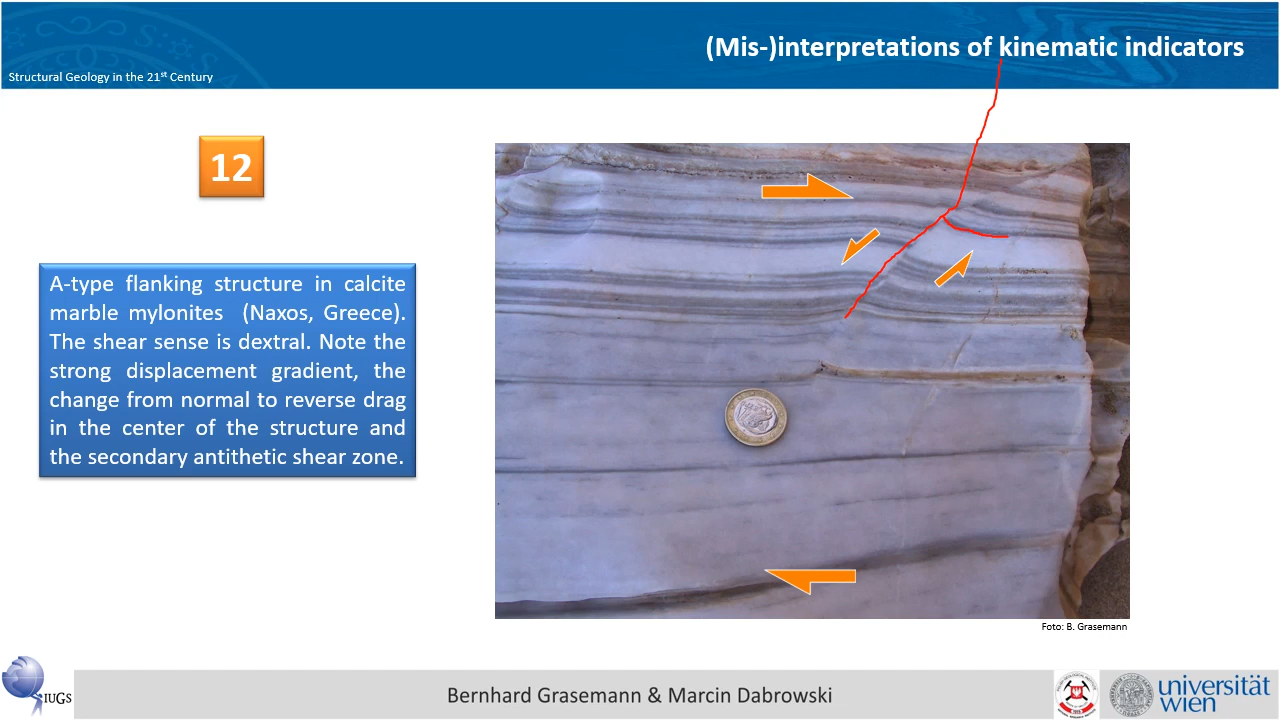 (Mis-)interpretations of kinematic indicators
Structural Geology in the 21st Century
12
A-type flanking structure in calcite
marble mylonites (Naxos, Greece).
The shear sense is dextral. Note the
strong displacement gradient, the
change from normal to reverse drag
in the center of the structure and
the secondary antithetic shear zone.
Foto: B. Grasemann
IUGS
Bernhard Grasemann & Marcin Dabrowski
universität
wien